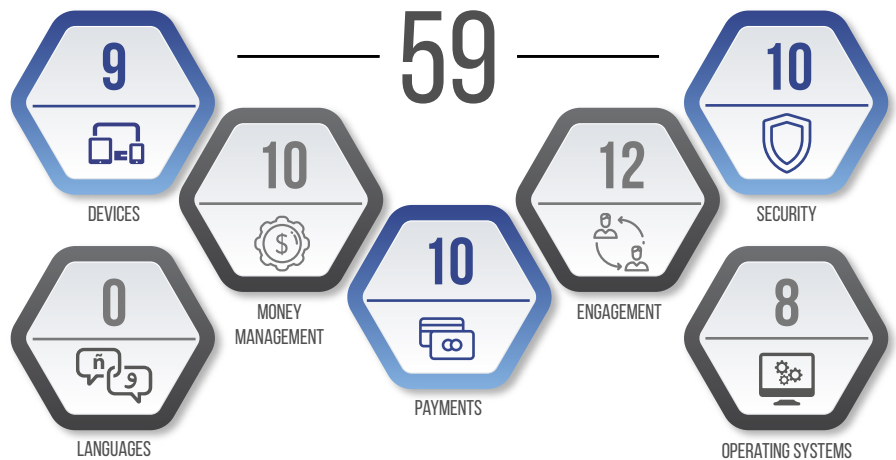 59
9
DEVICES
10
MONEY
MANAGEMENT
10
PAYMENTS
12
ENGAGEMENT
10
SECURITY
0
ñ و
LANGUAGES
8
OPERATING SYSTEMS
$